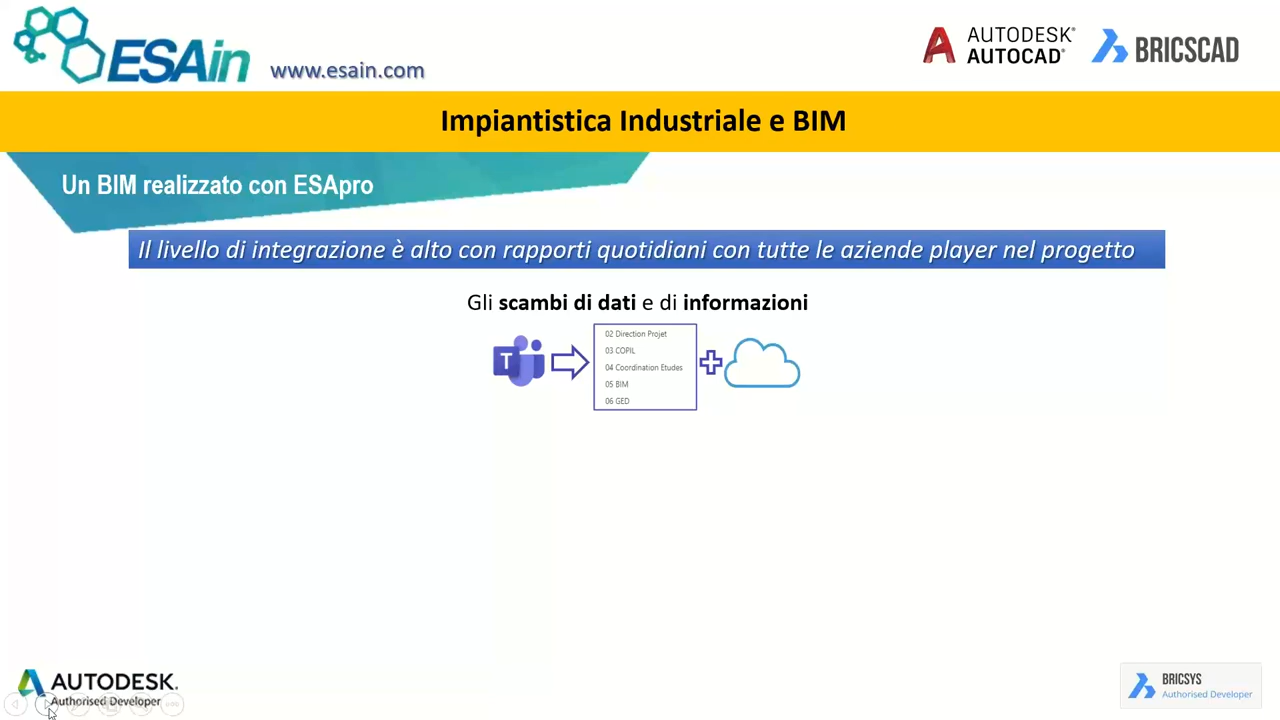 ESAin
www.esain.com
AUTODESK®
AUTOCAD®
BRICSCAD
Impiantistica Industriale e BIM
Un BIM realizzato con ESApro
Il livello di integrazione è alto con rapporti quotidiani con tutte le aziende player nel progetto
Gli scambi di dati e di informazioni
T
02 Direction Projet
03 COPIL
04 Coordination Etudes
05 BIM
06 GED
AUTODESK.
Authorised Developer
BRICSYS
Authorised Developer